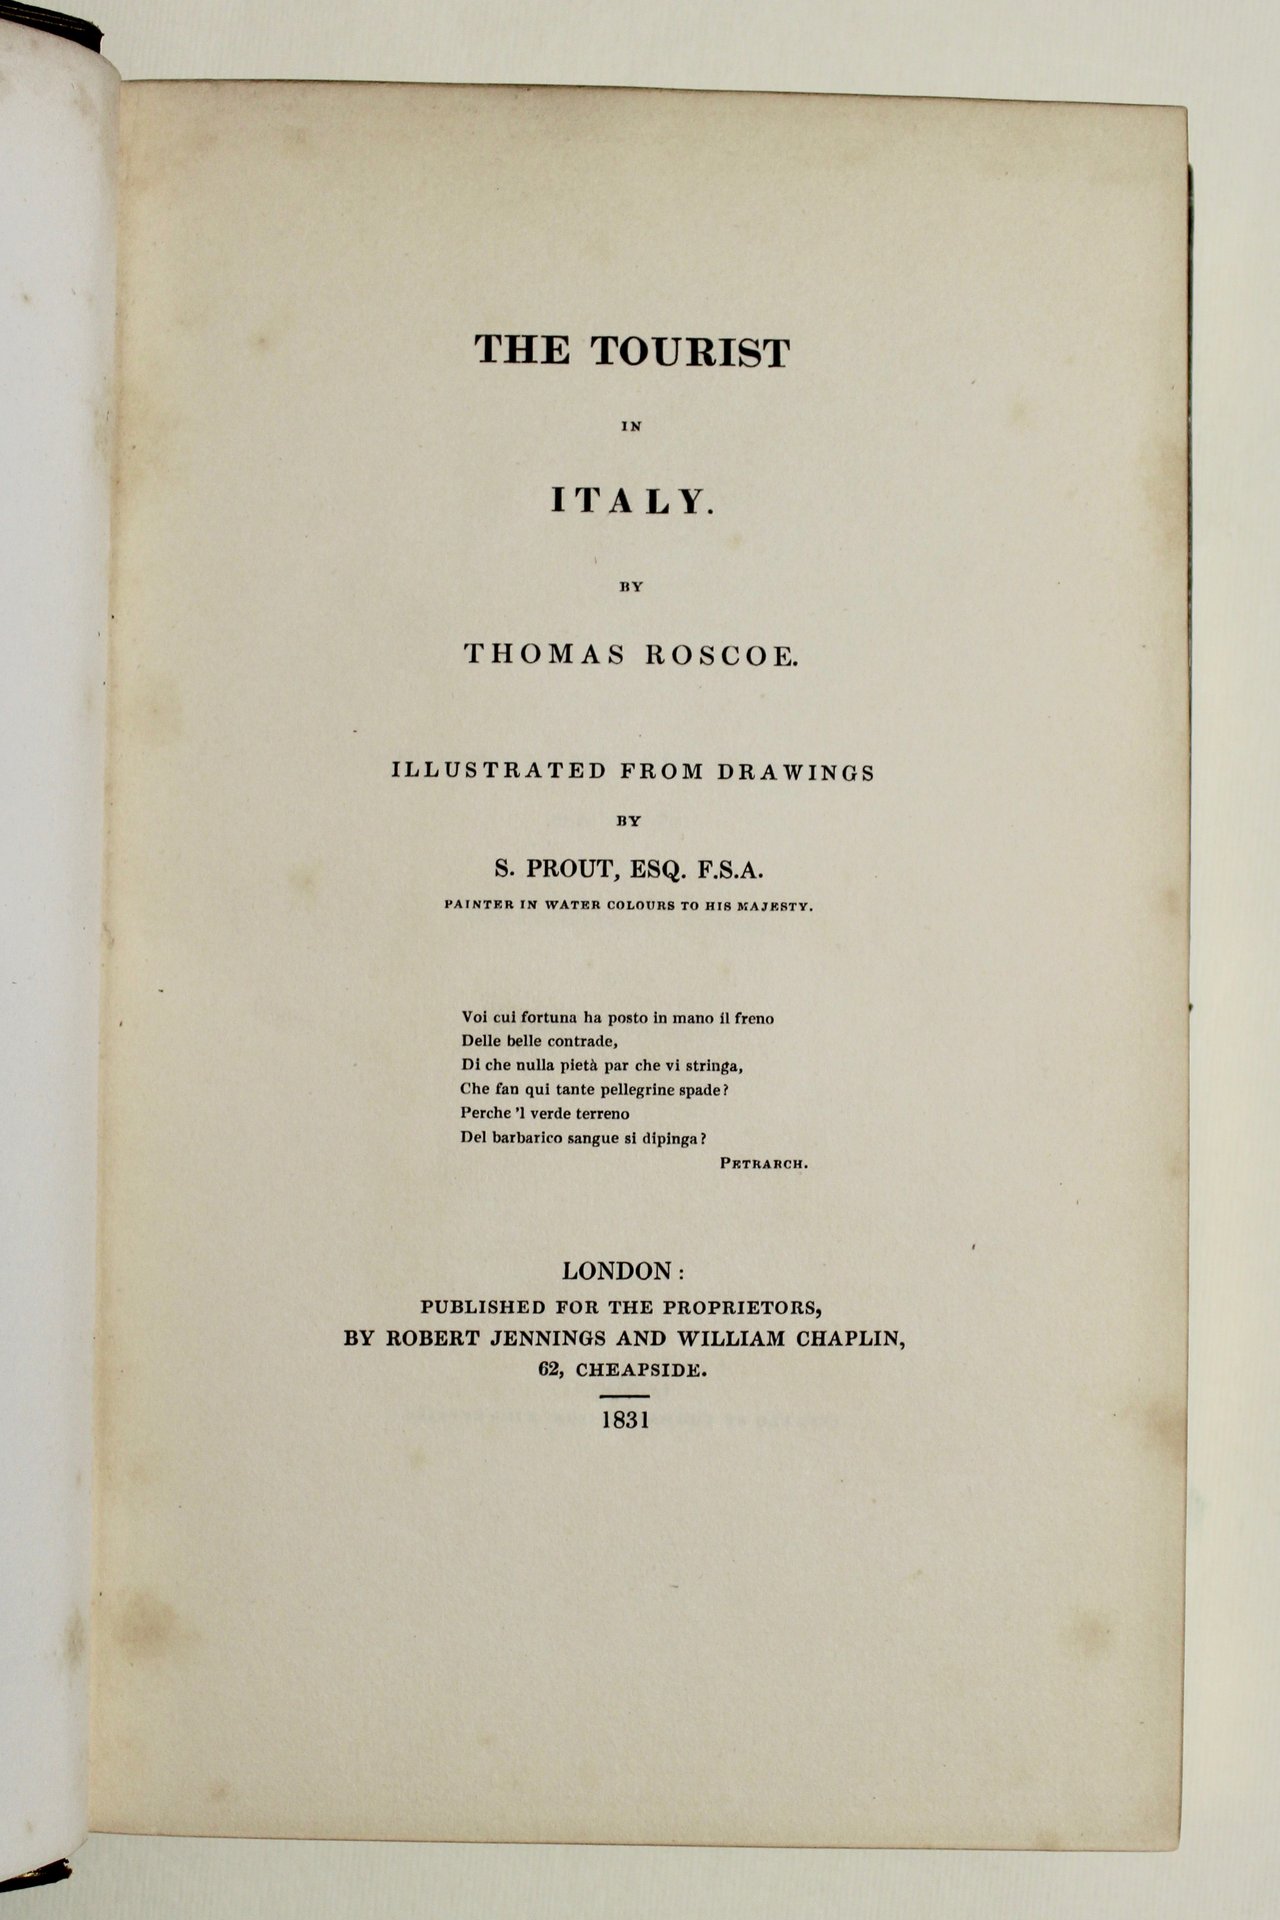 THE TOURIST
IN
ITALY.
BY
THOMAS ROSCOE.
ILLUSTRATED FROM DRAWINGS
BY
S. PROUT, ESQ. F.S.A.
PAINTER IN WATER COLOURS TO HIS MAJESTY.
Voi cui fortuna ha posto in mano il freno
Delle belle contrade,
Di che nulla pietà par che vi stringa,
Che fan qui tante pellegrine spade?
Perche 'l verde terreno
Del barbarico sangue si dipinga?
PETRARCH.
LONDON:
PUBLISHED FOR THE PROPRIETORS,
BY ROBERT JENNINGS AND WILLIAM CHAPLIN,
62, CHEAPSIDE.
1831